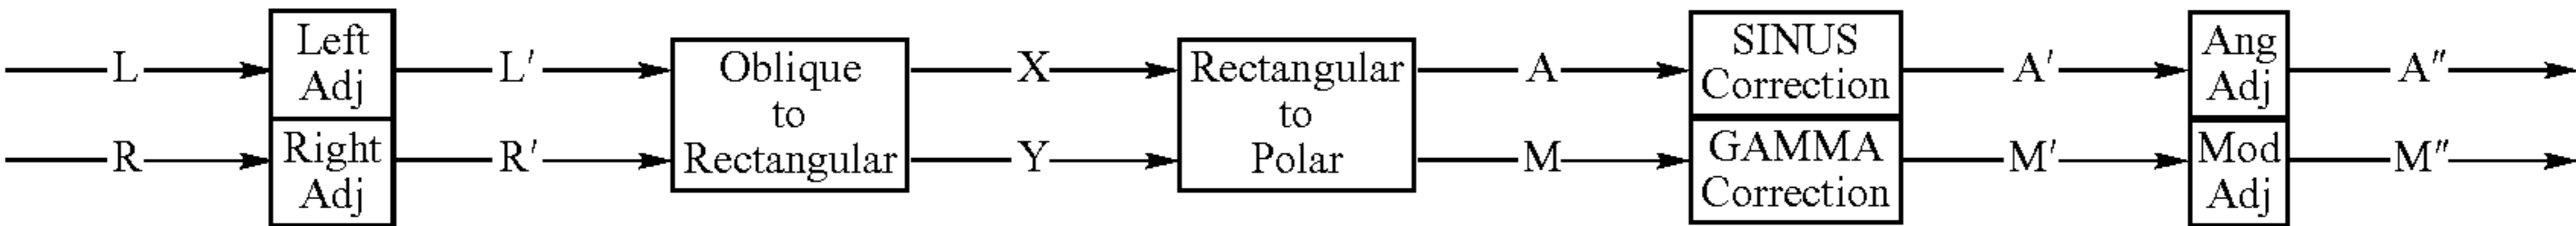 L
Left
Adj
L′
Oblique
to
Rectangular
X
Rectangular
to
Polar
A
SINUS
Correction
A′
Ang
Adj
A″
R
Right
Adj
R′
Y
M
GAMMA
Correction
M′
Mod
Adj
M″